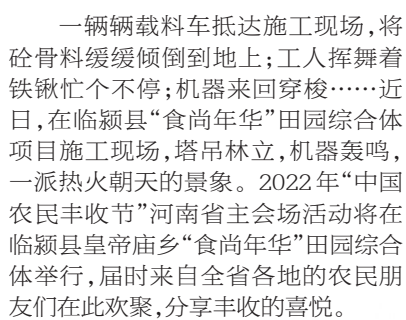 一辆辆载料车抵达施工现场,将
砼骨料缓缓倾倒到地上;工人挥舞着
铁锹忙个不停;机器来回穿梭……近
日,在临颍县“食尚年华”田园综合体
项目施工现场,塔吊林立,机器轰鸣,
一派热火朝天的景象。2022年“中国
农民丰收节”河南省主会场活动将在
临颍县皇帝庙乡“食尚年华”田园综合
体举行,届时来自全省各地的农民朋
友们在此欢聚,分享丰收的喜悦。